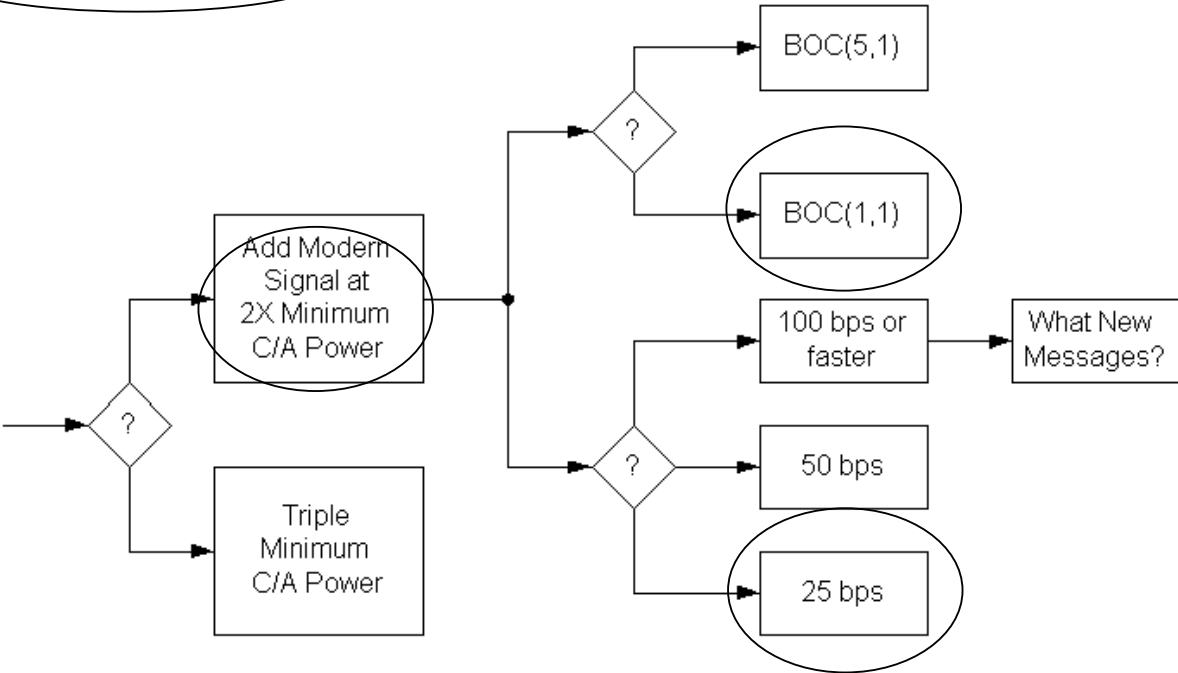 BOC(5,1)
?
BOC(1,1)
Add Modern
Signal at
2X Minimum
C/A Power
?
Triple
Minimum
C/A Power
100 bps or
faster
What New
Messages?
?
50 bps
25 bps